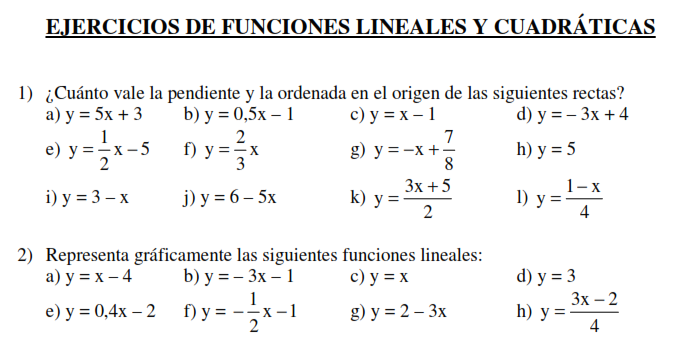 EJERCICIOS DE FUNCIONES LINEALES Y CUADRÁTICAS
1) ¿Cuánto vale la pendiente y la ordenada en el origen de las siguientes rectas?
a) y = 5x + 3 b) y = 0,5x – 1 c) y = x – 1 d) y = – 3x + 4
e) y = \frac{1}{2}x – 5 f) y = \frac{2}{3}x g) y = –x + \frac{7}{8} h) y = 5
i) y = 3 – x j) y = 6 – 5x k) y = \frac{3x + 5}{2} l) y = \frac{1 – x}{4}
2) Representa gráficamente las siguientes funciones lineales:
a) y = x – 4 b) y = – 3x – 1 c) y = x d) y = 3
e) y = 0,4x – 2 f) y = –\frac{1}{2}x – 1 g) y = 2 – 3x h) y = \frac{3x – 2}{4}